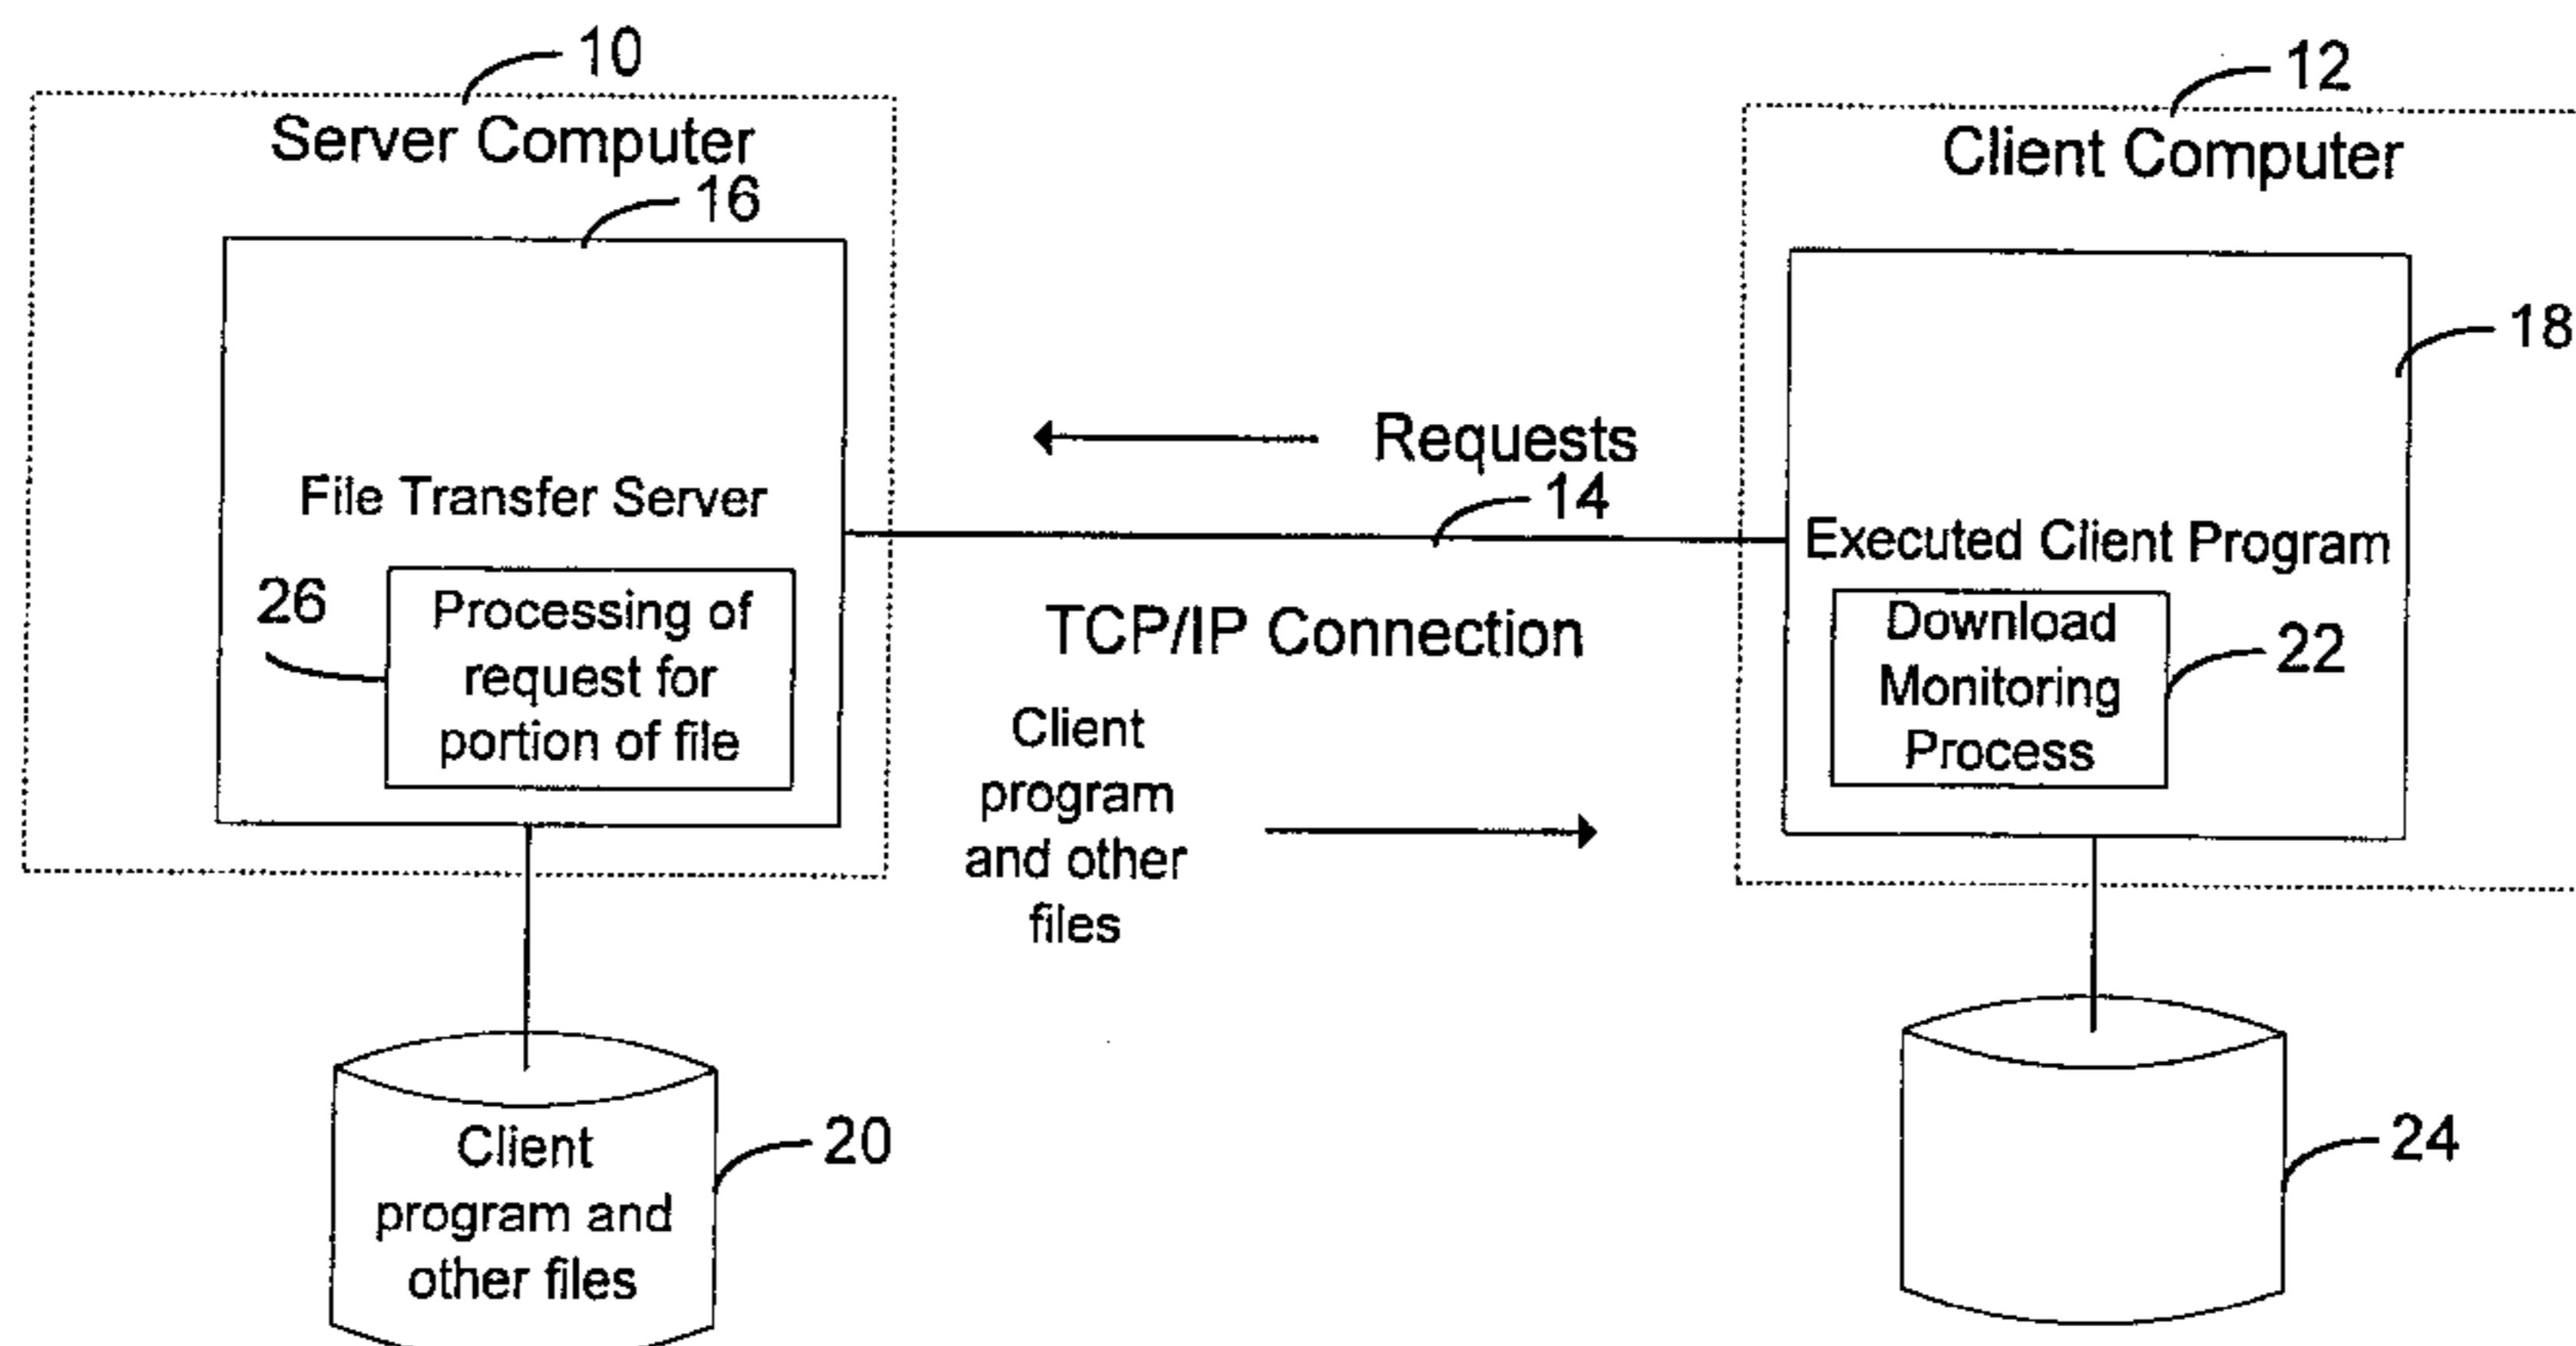 10
Server Computer
16
File Transfer Server
26
Processing of
request for
portion of file
Client
program and
other files
20
Requests
14
TCP/IP Connection
Client
program
and other
files
12
Client Computer
18
Executed Client Program
Download
Monitoring
Process
22
24